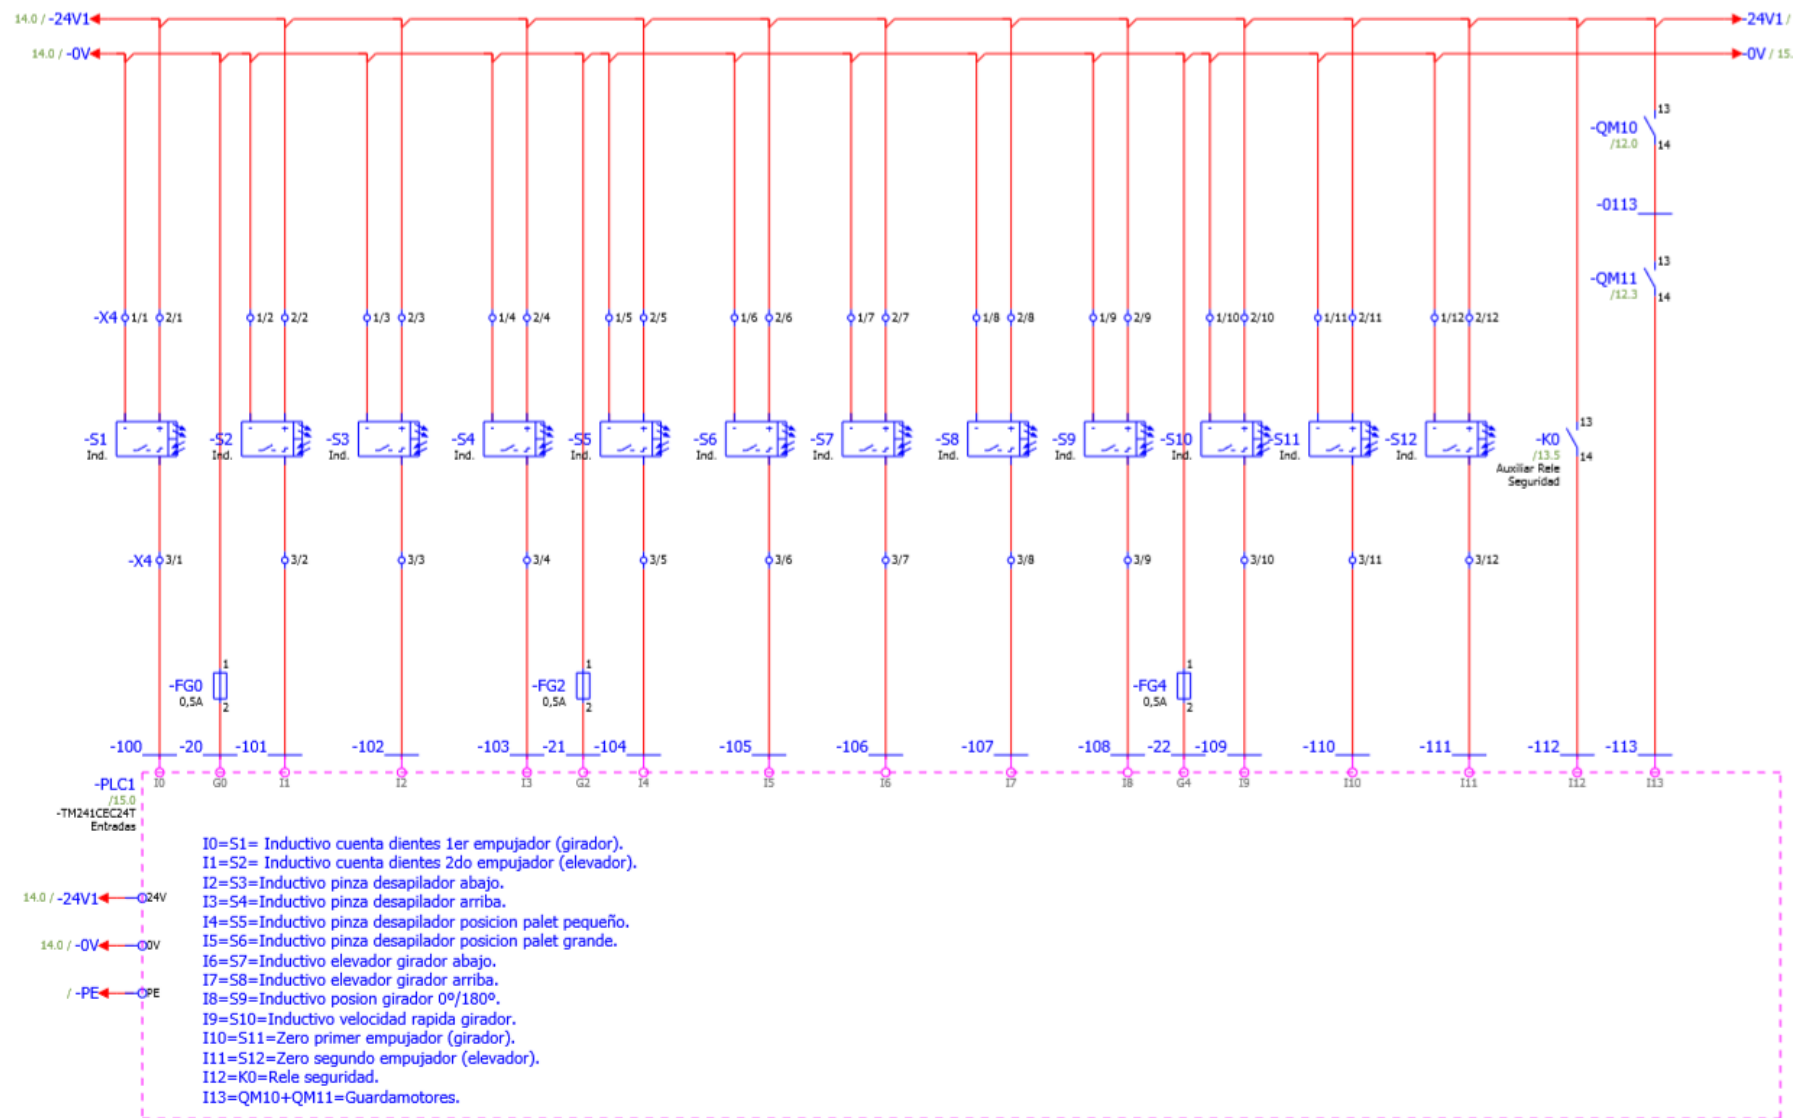 14.0 / -24V1 -24V1 /
14.0 / -0V -0V / 15.
13
-QM10
/12.0
14
-0113
13
-QM11
/12.3
14
-X4 1/1 2/1 1/2 2/2 1/3 2/3 1/4 2/4 1/5 2/5 1/6 2/6 1/7 2/7 1/8 2/8 1/9 2/9 1/10 2/10 1/11 2/11 1/12 2/12
- + - + - + - + - + - + - + - + - + - + - + - +
-S1 -S2 -S3 -S4 -S5 -S6 -S7 -S8 -S9 -S10 -S11 -S12
Ind. Ind. Ind. Ind. Ind. Ind. Ind. Ind. Ind. Ind. Ind. Ind.
13
-K0
/13.5
14
Auxiliar Rele
Seguridad
-X4 3/1 3/2 3/3 3/4 3/5 3/6 3/7 3/8 3/9 3/10 3/11 3/12
1 1 1
-FG0 -FG2 -FG4
0,5A 0,5A 0,5A
2 2 2
-100 -20 -101 -102 -103 -21 -104 -105 -106 -107 -108 -22 -109 -110 -111 -112 -113
I0 G0 I1 I2 I3 G2 I4 I5 I6 I7 I8 G4 I9 I10 I11 I12 I13
-PLC1
/15.0
-TM241CEC24T
Entradas
14.0 / -24V1 24V
14.0 / -0V 0V
/ -PE PE
I0=S1= Inductivo cuenta dientes 1er empujador (girador).
I1=S2= Inductivo cuenta dientes 2do empujador (elevador).
I2=S3=Inductivo pinza desapilador abajo.
I3=S4=Inductivo pinza desapilador arriba.
I4=S5=Inductivo pinza desapilador posicion palet pequeño.
I5=S6=Inductivo pinza desapilador posicion palet grande.
I6=S7=Inductivo elevador girador abajo.
I7=S8=Inductivo elevador girador arriba.
I8=S9=Inductivo posion girador 0º/180º.
I9=S10=Inductivo velocidad rapida girador.
I10=S11=Zero primer empujador (girador).
I11=S12=Zero segundo empujador (elevador).
I12=K0=Rele seguridad.
I13=QM10+QM11=Guardamotores.